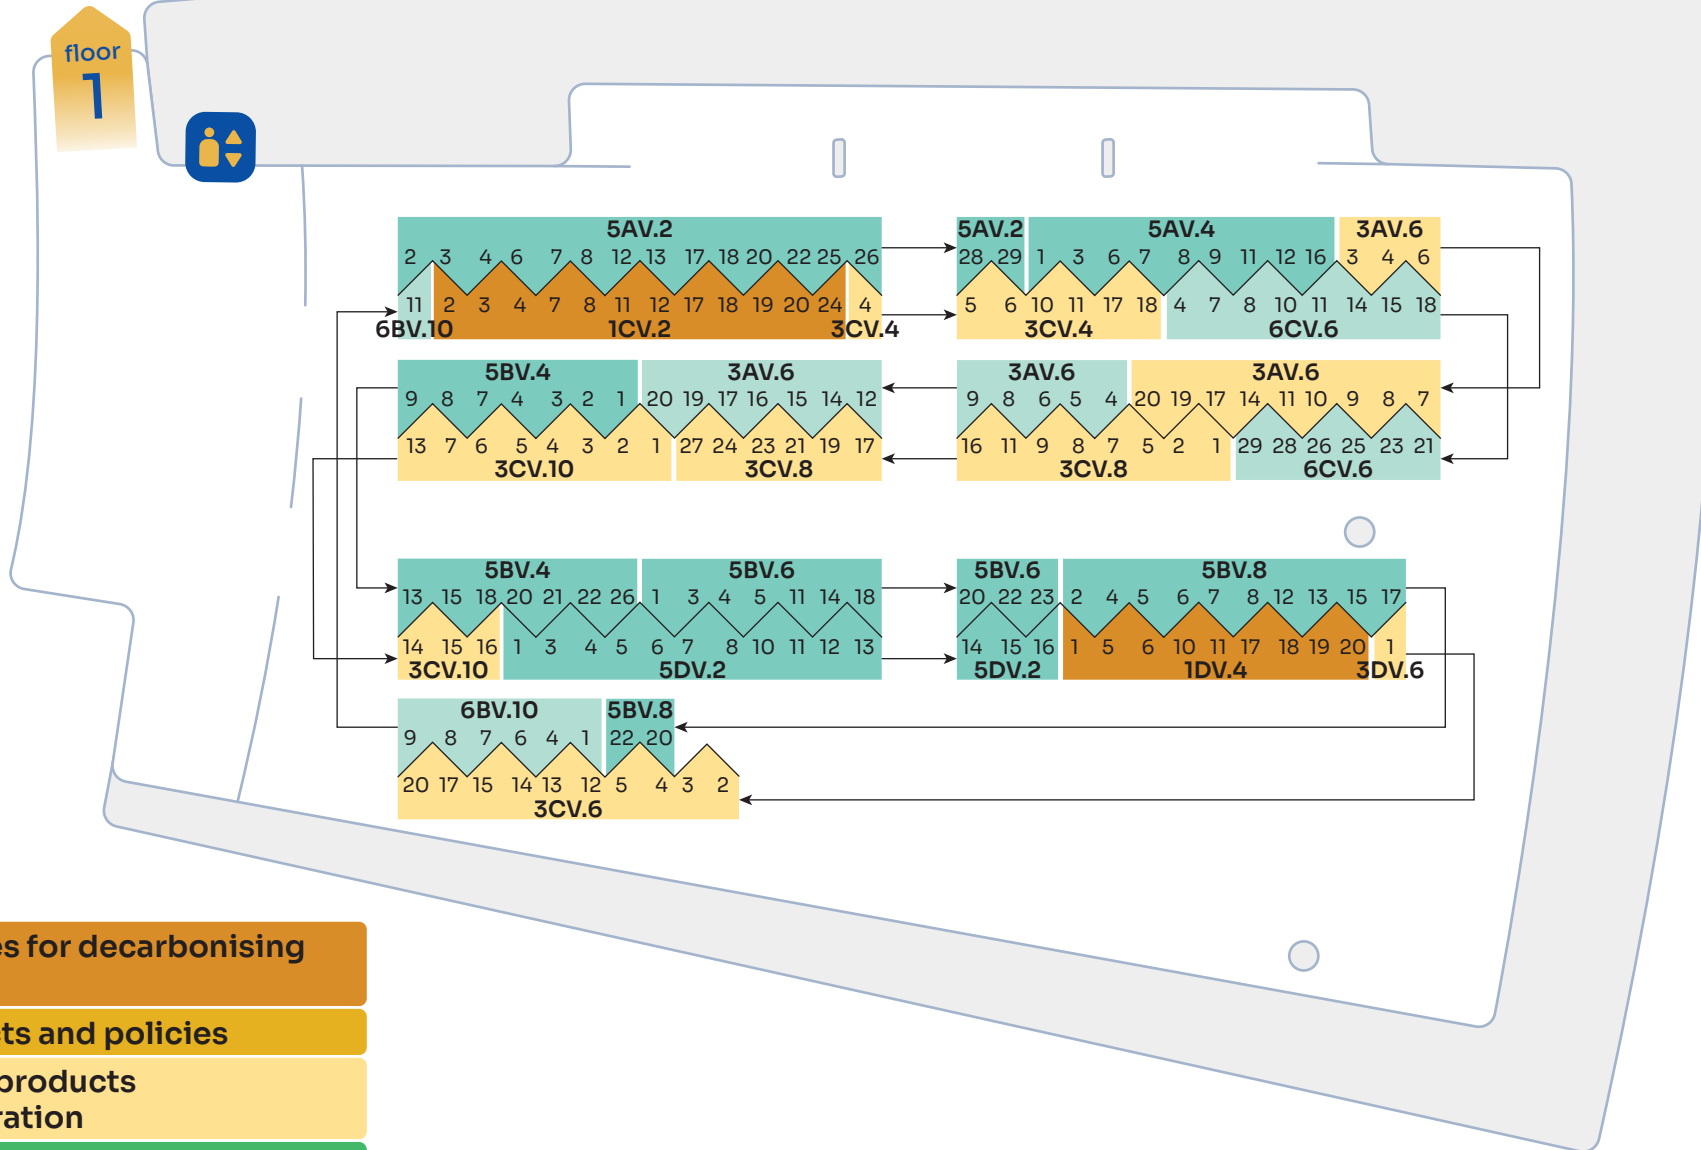 floor
1
5AV.2
2 3 4 6 7 8 12 13 17 18 20 22 25 26
11 2 3 4 7 8 11 12 17 18 19 20 24 4
6BV.10 1CV.2 3CV.4
5AV.2 5AV.4 3AV.6
28 29 1 3 6 7 8 9 11 12 16 3 4 6
5 6 10 11 17 18 4 7 8 10 11 14 15 18
3CV.4 6CV.6
5BV.4 3AV.6
9 8 7 4 3 2 1 20 19 17 16 15 14 12
13 7 6 5 4 3 2 1 27 24 23 21 19 17
3CV.10 3CV.8
3AV.6 3AV.6
9 8 6 5 4 20 19 17 14 11 10 9 8 7
16 11 9 8 7 5 2 1 29 28 26 25 23 21
3CV.8 6CV.6
5BV.4 5BV.6
13 15 18 20 21 22 26 1 3 4 5 11 14 18
14 15 16 1 3 4 5 6 7 8 10 11 12 13
3CV.10 5DV.2
5BV.6 5BV.8
20 22 23 2 4 5 6 7 8 12 13 15 17
14 15 16 1 5 6 10 11 17 18 19 20 1
5DV.2 1DV.4 3DV.6
6BV.10 5BV.8
9 8 7 6 4 1 22 20
20 17 15 14 13 12 5 4 3 2
3CV.6
es for decarbonising
cts and policies
products
ration